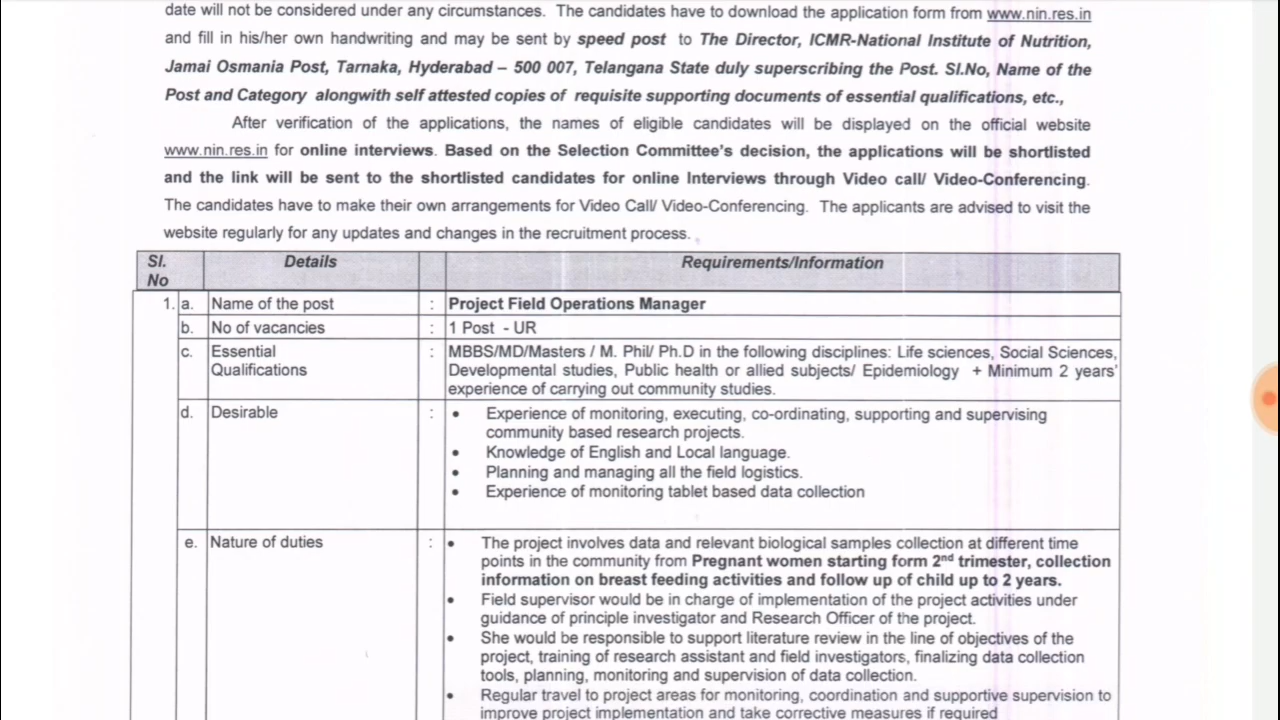 date will not be considered under any circumstances. The candidates have to download the application form from www.nin.res.in
and fill in his/her own handwriting and may be sent by speed post to The Director, ICMR-National Institute of Nutrition,
Jamai Osmania Post, Tarnaka, Hyderabad – 500 007, Telangana State duly superscribing the Post. Sl.No, Name of the
Post and Category alongwith self attested copies of requisite supporting documents of essential qualifications, etc.,
After verification of the applications, the names of eligible candidates will be displayed on the official website
www.nin.res.in for online interviews. Based on the Selection Committee's decision, the applications will be shortlisted
and the link will be sent to the shortlisted candidates for online Interviews through Video call/ Video-Conferencing.
The candidates have to make their own arrangements for Video Call/ Video-Conferencing. The applicants are advised to visit the
website regularly for any updates and changes in the recruitment process.
Sl. No Details Requirements/Information
1. a. Name of the post : Project Field Operations Manager
b. No of vacancies : 1 Post - UR
c. Essential Qualifications : MBBS/MD/Masters / M. Phil/ Ph.D in the following disciplines: Life sciences, Social Sciences,
Developmental studies, Public health or allied subjects/ Epidemiology + Minimum 2 years'
experience of carrying out community studies.
d. Desirable : • Experience of monitoring, executing, co-ordinating, supporting and supervising
community based research projects.
• Knowledge of English and Local language.
• Planning and managing all the field logistics.
• Experience of monitoring tablet based data collection
e. Nature of duties : • The project involves data and relevant biological samples collection at different time
points in the community from Pregnant women starting form 2nd trimester, collection
information on breast feeding activities and follow up of child up to 2 years.
• Field supervisor would be in charge of implementation of the project activities under
guidance of principle investigator and Research Officer of the project.
• She would be responsible to support literature review in the line of objectives of the
project, training of research assistant and field investigators, finalizing data collection
tools, planning, monitoring and supervision of data collection.
• Regular travel to project areas for monitoring, coordination and supportive supervision to
improve project implementation and take corrective measures if required